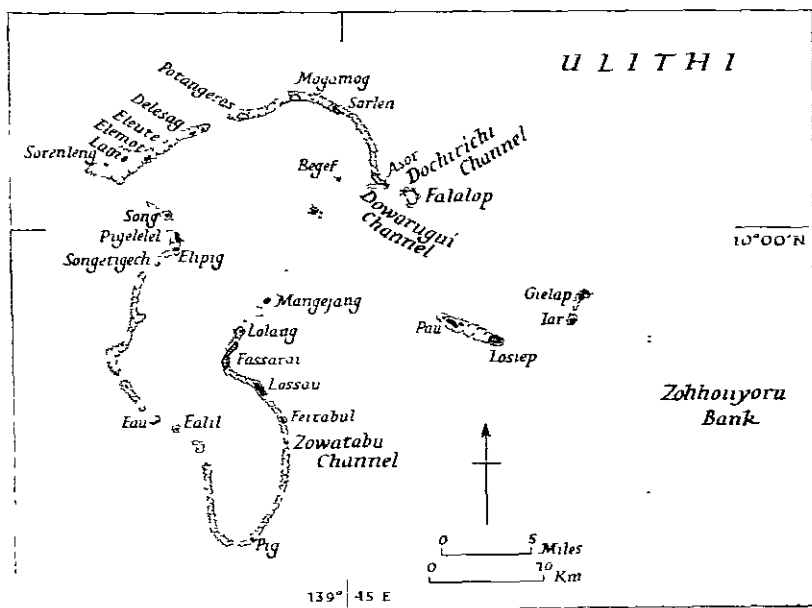 ULITHI
Mogamog
Potangeras
Sorlen
Delesag
Eleute
Elemor
Lam
Sorenleng
Asor
Dochirichi
Channel
Begef
Falalop
Dowarugui
Channel
Song
Piyelelel
Songetigech
Elipig
10°00'N
Mangejang
Gielap
Iar
Lolang
Pau
Fassarai
Losiep
Lossau
Zohhoiiyoru
Bank
Eau
Ealil
Feitabul
Zowatabu
Channel
Pig
0 5
Miles
0 10
Km
139° 45 E